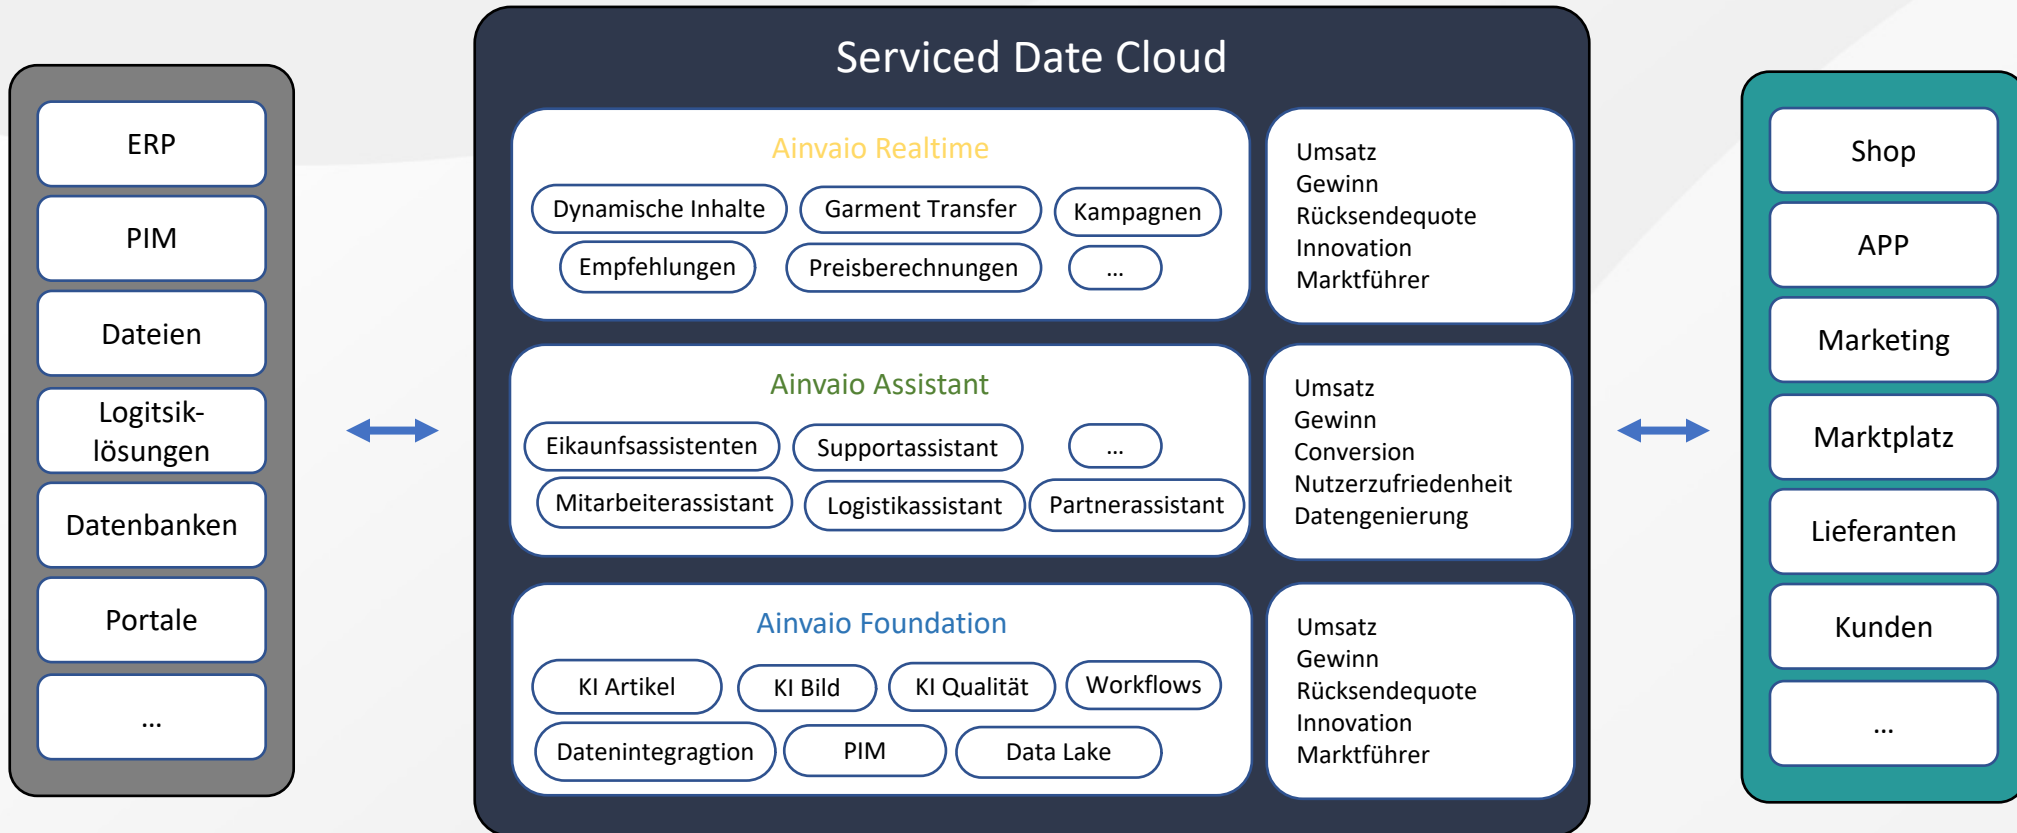 Serviced Date Cloud
ERP
PIM
Dateien
Logitsik-
lösungen
Datenbanken
Portale
...
Ainvaio Realtime
Dynamische Inhalte
Garment Transfer
Kampagnen
Empfehlungen
Preisberechnungen
...
Umsatz
Gewinn
Rücksendequote
Innovation
Marktführer
Ainvaio Assistant
Eikaunfsassistenten
Supportassistant
...
Mitarbeiterassistant
Logistikassistant
Partnerassistant
Umsatz
Gewinn
Conversion
Nutzerzufriedenheit
Datengenierung
Ainvaio Foundation
KI Artikel
KI Bild
KI Qualität
Workflows
Datenintegragtion
PIM
Data Lake
Umsatz
Gewinn
Rücksendequote
Innovation
Marktführer
Shop
APP
Marketing
Marktplatz
Lieferanten
Kunden
...